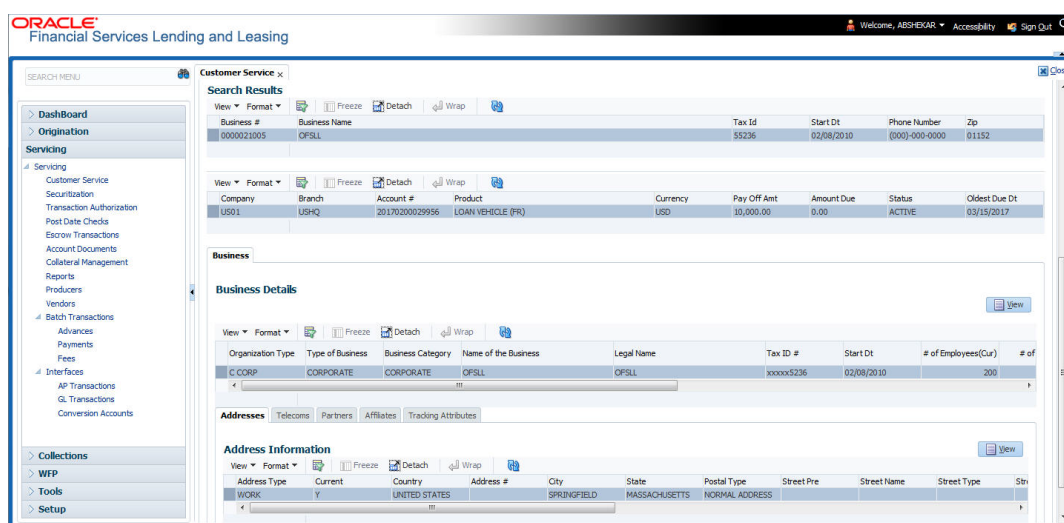 ORACLE'
Financial Services Lending and Leasing
Welcome, ABSHEKAR Accessibility Sign Out
SEARCH MENU
DashBoard
Origination
Servicing
Servicing
Customer Service
Securitization
Transaction Authorization
Post Date Checks
Escrow Transactions
Account Documents
Collateral Management
Reports
Producers
Vendors
Batch Transactions
Advances
Payments
Fees
Interfaces
AP Transactions
GL Transactions
Conversion Accounts
Collections
WFP
Tools
Setup
Customer Service x
Clos
Search Results
View Format Freeze Detach Wrap
Business # Business Name Tax Id Start Dt Phone Number Zip
0000021005 OFSLL 55236 02/08/2010 (000)-000-0000 01152
View Format Freeze Detach Wrap
Company Branch Account # Product Currency Pay Off Amt Amount Due Status Oldest Due Dt
US01 USHQ 20170200029956 LOAN VEHICLE (FR) USD 10,000.00 0.00 ACTIVE 03/15/2017
Business
Business Details
View
View Format Freeze Detach Wrap
Organization Type Type of Business Business Category Name of the Business Legal Name Tax ID # Start Dt # of Employees(Cur) # of
C CORP CORPORATE CORPORATE OFSLL OFSLL xxxxx5236 02/08/2010 200
Addresses Telecoms Partners Affiliates Tracking Attributes
Address Information
View
View Format Freeze Detach Wrap
Address Type Current Country Address # City State Postal Type Street Pre Street Name Street Type Stre
WORK Y UNITED STATES SPRINGFIELD MASSACHUSETTS NORMAL ADDRESS